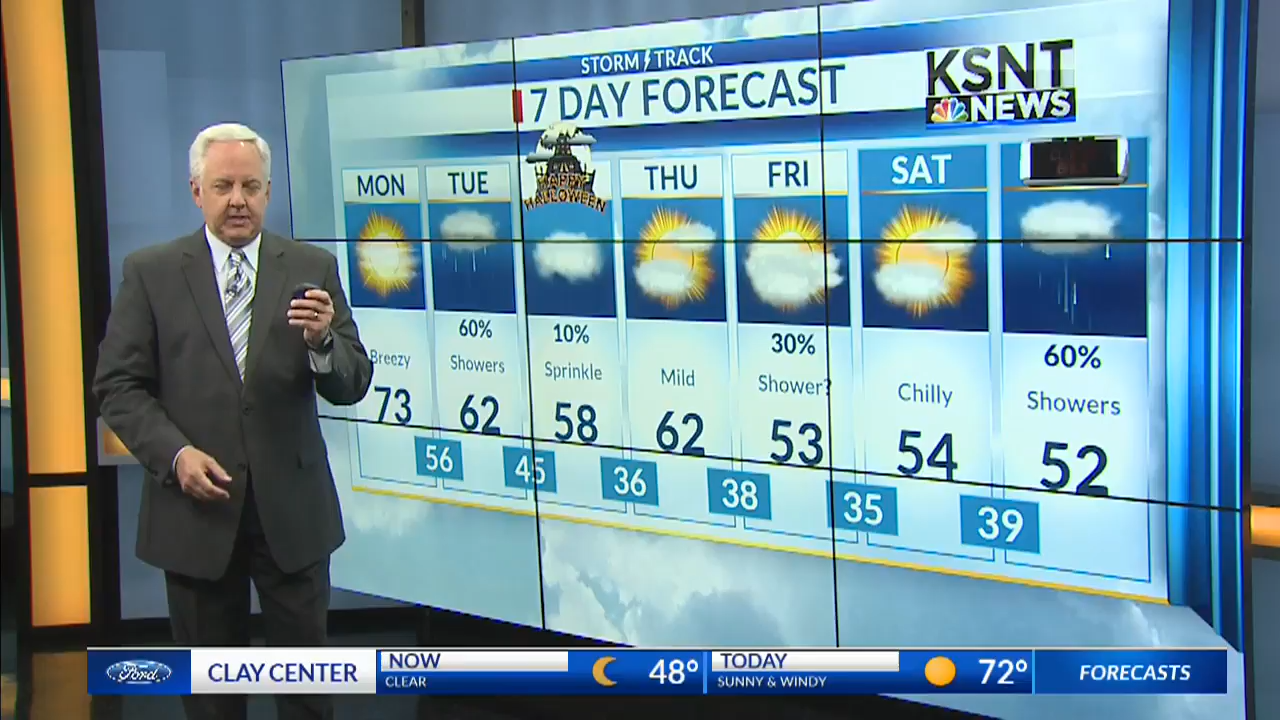 STORM TRACK
7 DAY FORECAST
KSNT
NEWS
MON
TUE
HAPPY
HALLOWEEN
THU
FRI
SAT
60%
10%
30%
60%
Breezy
Showers
Sprinkle
Mild
Shower?
Chilly
Showers
73
62
58
62
53
54
52
56
45
36
38
35
39
Ford
CLAY CENTER
NOW
CLEAR
48°
TODAY
SUNNY & WINDY
72°
FORECASTS